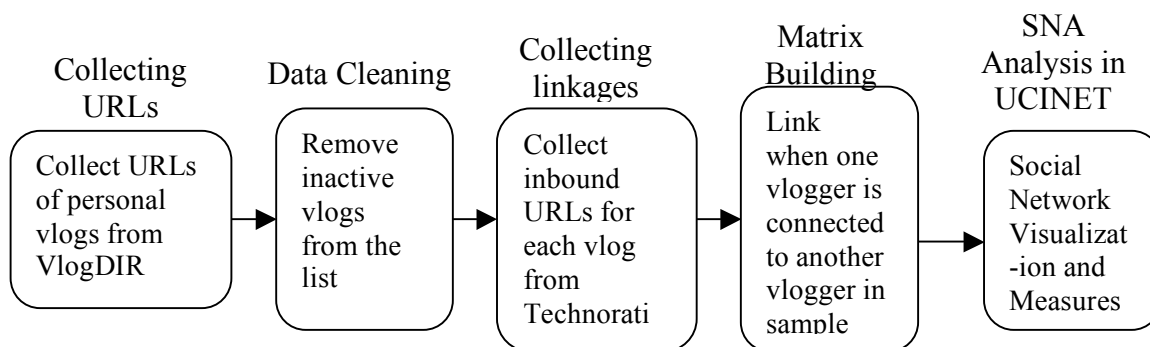 Collecting
URLs
Collect URLs
of personal
vlogs from
VlogDIR
Data Cleaning
Remove
inactive
vlogs
from the
list
Collecting
linkages
Collect
inbound
URLs for
each vlog
from
Technorati
Matrix
Building
Link
when one
vlogger is
connected
to another
vlogger in
sample
SNA
Analysis in
UCINET
Social
Network
Visualizat
-ion and
Measures